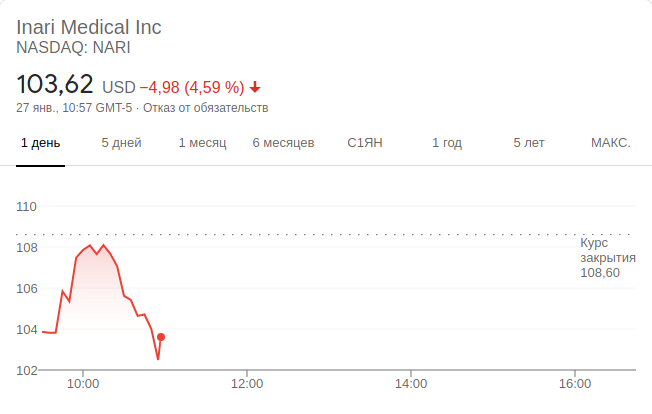 Inari Medical Inc
NASDAQ: NARI
103,62 USD −4,98 (4,59 %)
27 янв., 10:57 GMT-5 · Отказ от обязательств
1 день 5 дней 1 месяц 6 месяцев С1ЯН 1 год 5 лет МАКС.
110
108
106
104
102
Курс
закрытия
108,60
10:00 12:00 14:00 16:00